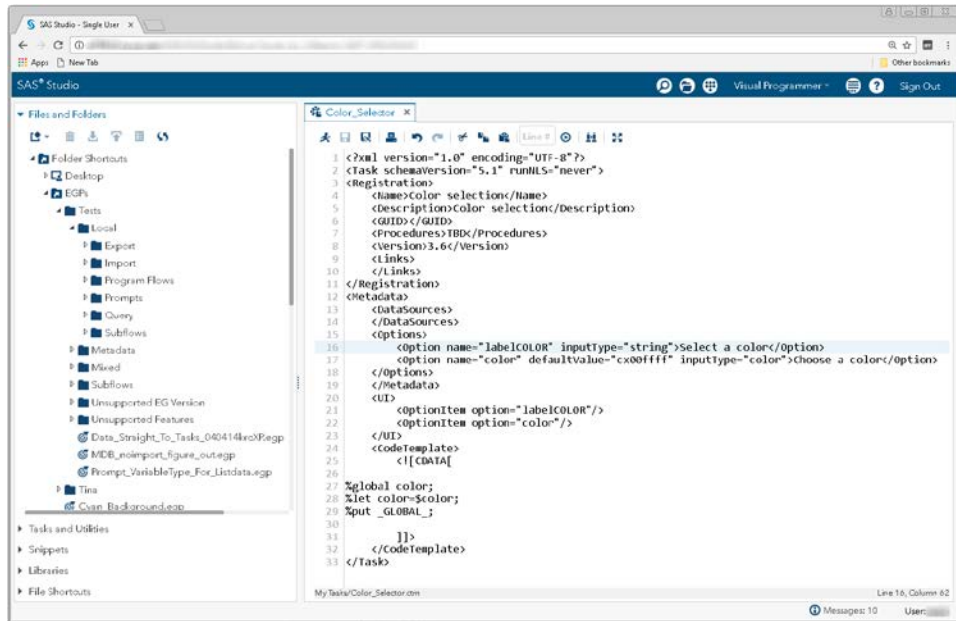 SAS Studio - Single User
Apps New Tab Other bookmarks
SAS® Studio Visual Programmer Sign Out
Files and Folders
Folder Shortcuts
Desktop
EGPs
Tests
Local
Export
Import
Program Flows
Prompts
Query
Subflows
Metadata
Mixed
Subflows
Unsupported EG Version
Unsupported Features
Data_Straight_To_Tasks_040414kroXP.egp
MDB_noimport_figure_out.egp
Prompt_VariableType_For_Listdata.egp
Tina
Cyan_Background.egp
Tasks and Utilities
Snippets
Libraries
File Shortcuts
Color_Selector
Line #
1 <?xml version="1.0" encoding="UTF-8"?>
2 <Task schemaVersion="5.1" runNLS="never">
3 <Registration>
4 <Name>Color selection</Name>
5 <Description>Color selection</Description>
6 <GUID></GUID>
7 <Procedures>TBD</Procedures>
8 <Version>3.6</Version>
9 <Links>
10 </Links>
11 </Registration>
12 <Metadata>
13 <DataSources>
14 </DataSources>
15 <Options>
16 <Option name="labelCOLOR" inputType="string">Select a color</Option>
17 <Option name="color" defaultValue="cx00ffff" inputType="color">Choose a color</Option>
18 </Options>
19 </Metadata>
20 <UI>
21 <OptionItem option="labelCOLOR"/>
22 <OptionItem option="color"/>
23 </UI>
24 <CodeTemplate>
25 <![CDATA[
26
27 %global color;
28 %let color=$color;
29 %put _GLOBAL_;
30
31 ]]>
32 </CodeTemplate>
33 </Task>
My Tasks/Color_Selector.ctm Line 16, Column 62
Messages: 10 User: